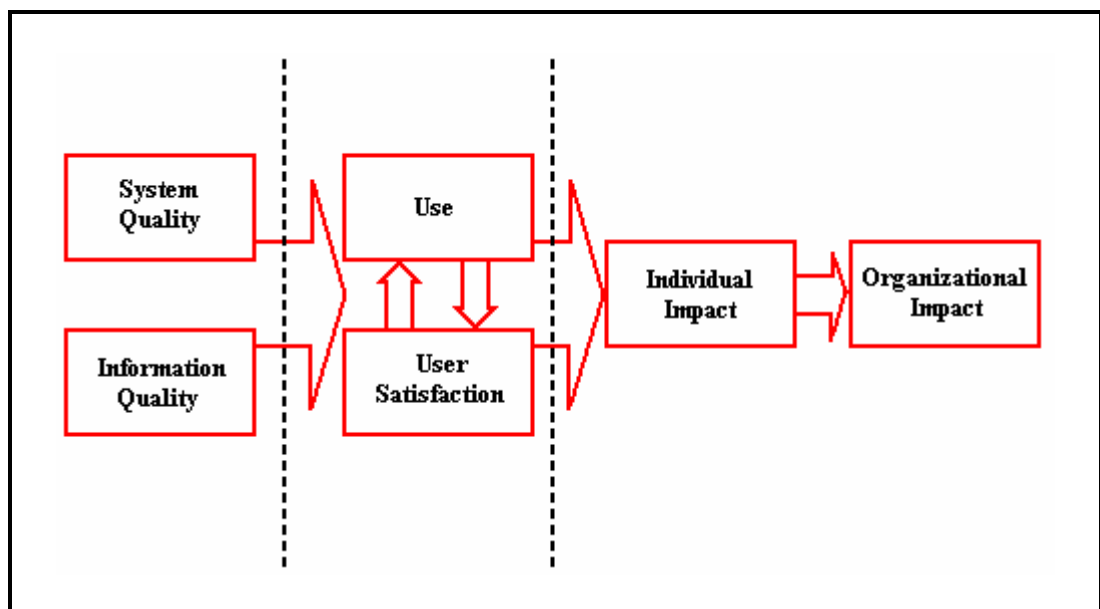 System
Quality
Use
Information
Quality
User
Satisfaction
Individual
Impact
Organizational
Impact